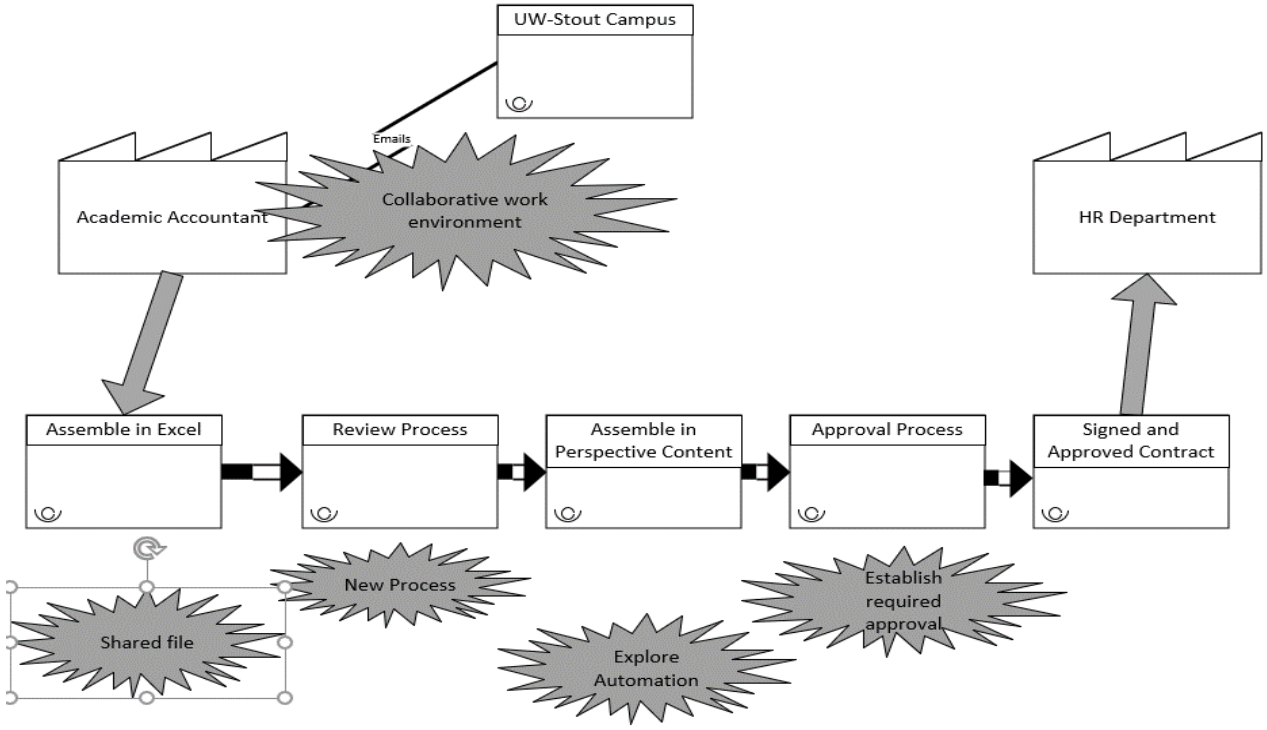 UW-Stout Campus
Emails
Collaborative work
environment
Academic Accountant
HR Department
Assemble in Excel
Review Process
Assemble in
Perspective Content
Approval Process
Signed and
Approved Contract
Shared file
New Process
Explore
Automation
Establish
required
approval